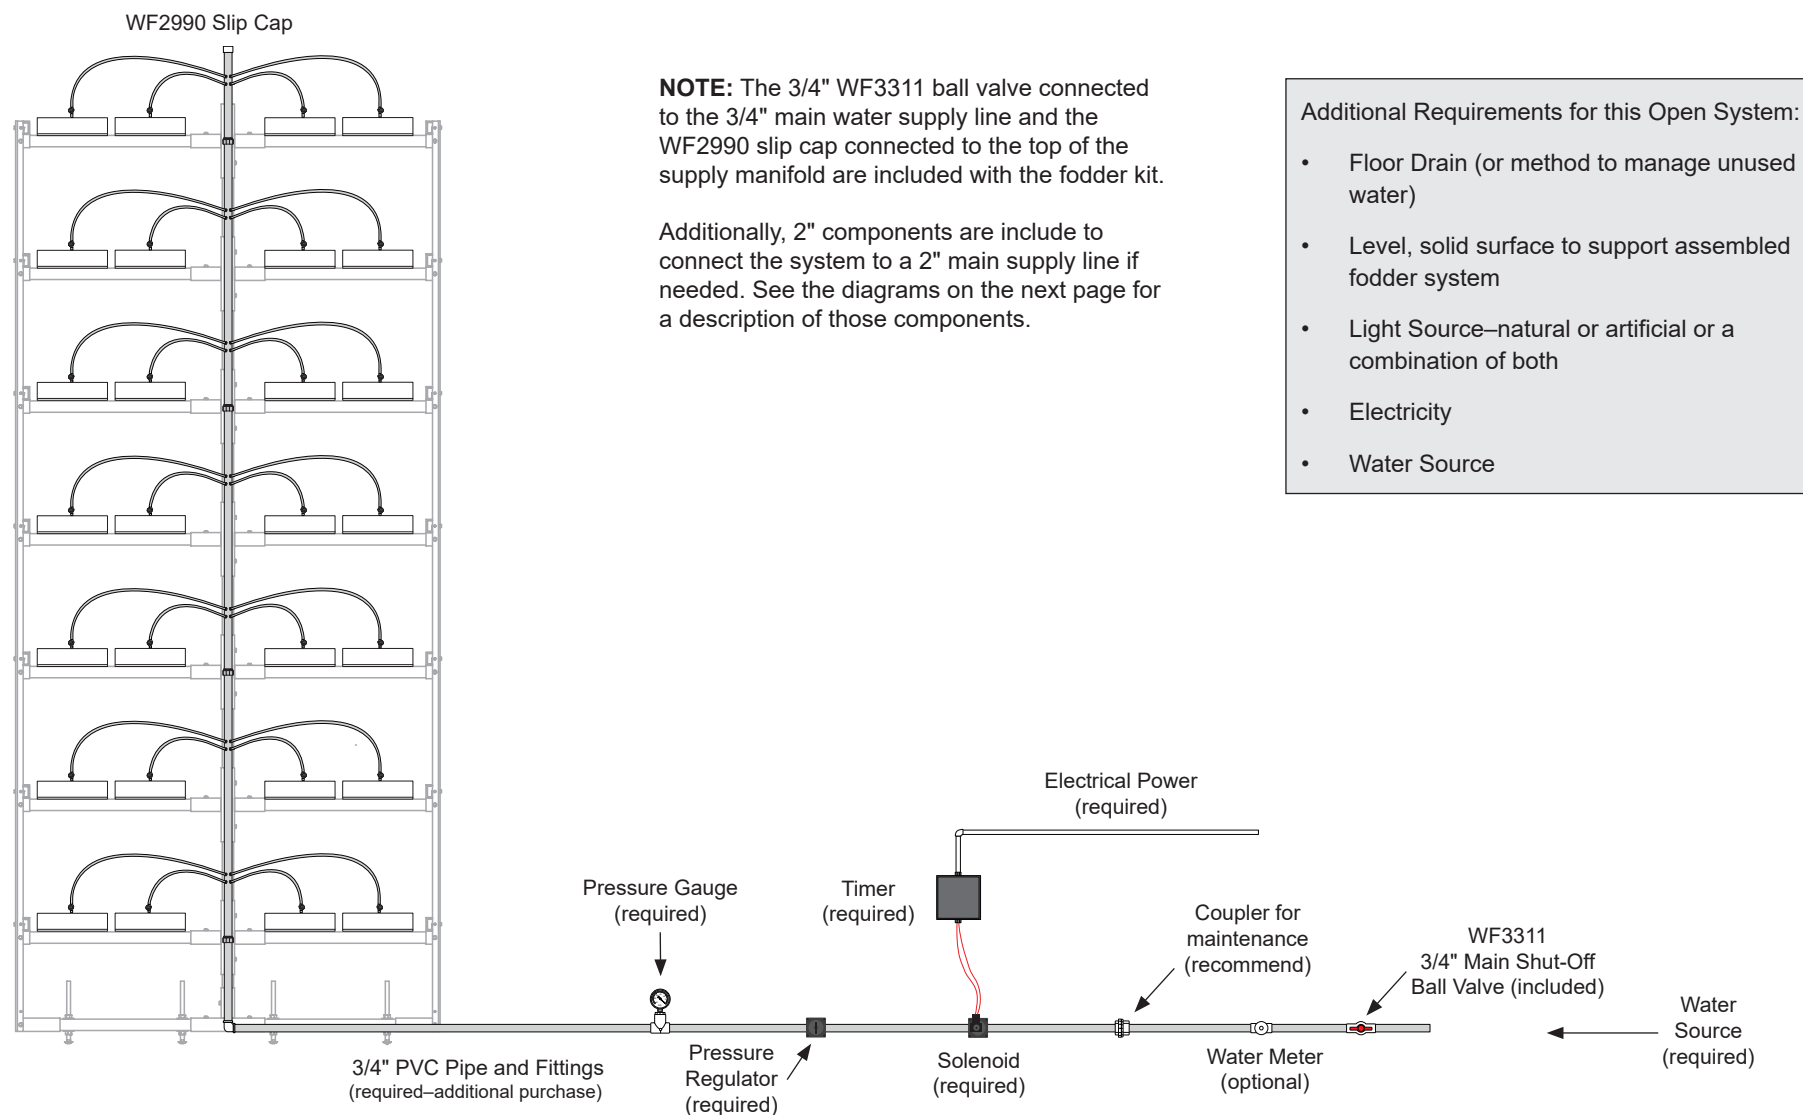 WF2990 Slip Cap
NOTE: The 3/4" WF3311 ball valve connected
to the 3/4" main water supply line and the
WF2990 slip cap connected to the top of the
supply manifold are included with the fodder kit.
Additionally, 2" components are include to
connect the system to a 2" main supply line if
needed. See the diagrams on the next page for
a description of those components.
Additional Requirements for this Open System:
• Floor Drain (or method to manage unused
water)
• Level, solid surface to support assembled
fodder system
• Light Source–natural or artificial or a
combination of both
• Electricity
• Water Source
Electrical Power
(required)
Pressure Gauge
(required)
Timer
(required)
Coupler for
maintenance
(recommend)
WF3311
3/4" Main Shut-Off
Ball Valve (included)
Water
Source
(required)
3/4" PVC Pipe and Fittings
(required–additional purchase)
Pressure
Regulator
(required)
Solenoid
(required)
Water Meter
(optional)